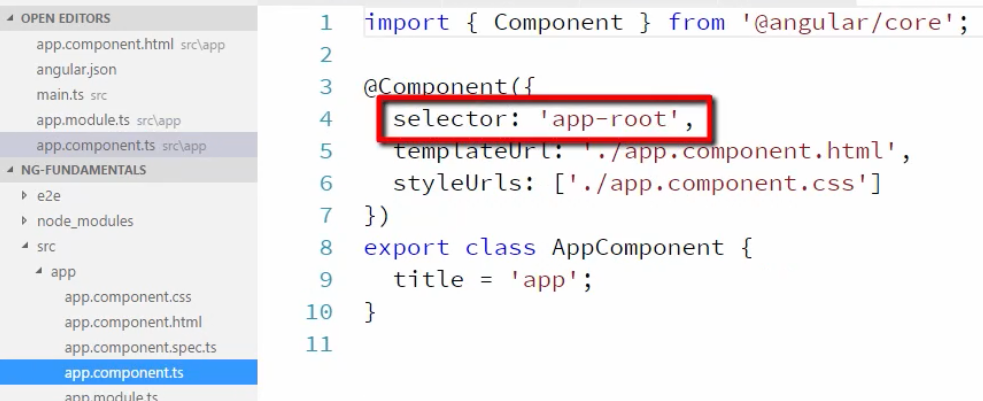 OPEN EDITORS
app.component.html src\app
angular.json
main.ts src
app.module.ts src\app
app.component.ts src\app
NG-FUNDAMENTALS
e2e
node_modules
src
app
app.component.css
app.component.html
app.component.spec.ts
app.component.ts
app.module.ts
1 import { Component } from '@angular/core';
2
3 @Component({
4 selector: 'app-root',
5 templateUrl: './app.component.html',
6 styleUrls: ['./app.component.css']
7 })
8 export class AppComponent {
9 title = 'app';
10 }
11